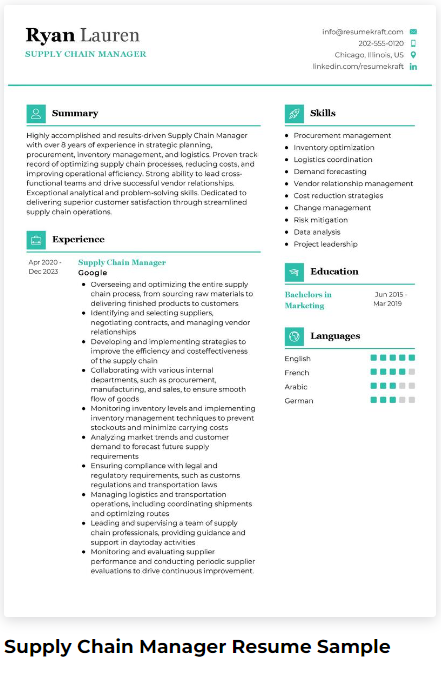 Ryan Lauren
SUPPLY CHAIN MANAGER
info@resumekraft.com
202-555-0120
Chicago, Illinois, US
linkedin.com/resumekraft
Summary
Highly accomplished and results-driven Supply Chain Manager
with over 8 years of experience in strategic planning,
procurement, inventory management, and logistics. Proven track
record of optimizing supply chain processes, reducing costs, and
improving operational efficiency. Strong ability to lead cross-
functional teams and drive successful vendor relationships.
Exceptional analytical and problem-solving skills. Dedicated to
delivering superior customer satisfaction through streamlined
supply chain operations.
Experience
Apr 2020 -
Dec 2023
Supply Chain Manager
Google
Overseeing and optimizing the entire supply
chain process, from sourcing raw materials to
delivering finished products to customers
Identifying and selecting suppliers,
negotiating contracts, and managing vendor
relationships
Developing and implementing strategies to
improve the efficiency and costeffectiveness
of the supply chain
Collaborating with various internal
departments, such as procurement,
manufacturing, and sales, to ensure smooth
flow of goods
Monitoring inventory levels and implementing
inventory management techniques to prevent
stockouts and minimize carrying costs
Analyzing market trends and customer
demand to forecast future supply
requirements
Ensuring compliance with legal and
regulatory requirements, such as customs
regulations and transportation laws
Managing logistics and transportation
operations, including coordinating shipments
and optimizing routes
Leading and supervising a team of supply
chain professionals, providing guidance and
support in daytoday activities
Monitoring and evaluating supplier
performance and conducting periodic supplier
evaluations to drive continuous improvement.
Skills
Procurement management
Inventory optimization
Logistics coordination
Demand forecasting
Vendor relationship management
Cost reduction strategies
Change management
Risk mitigation
Data analysis
Project leadership
Education
Bachelors in
Marketing
Jun 2015 -
Mar 2019
Languages
English
French
Arabic
German
Supply Chain Manager Resume Sample